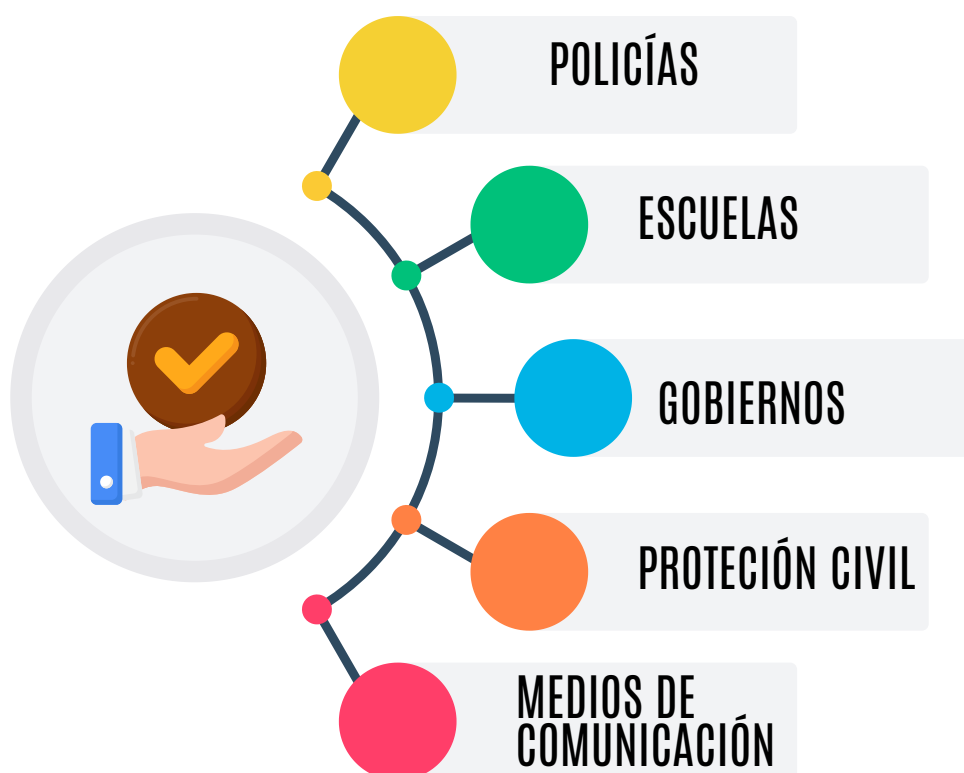 POLICÍAS
ESCUELAS
GOBIERNOS
PROTECIÓN CIVIL
MEDIOS DE
COMUNICACIÓN